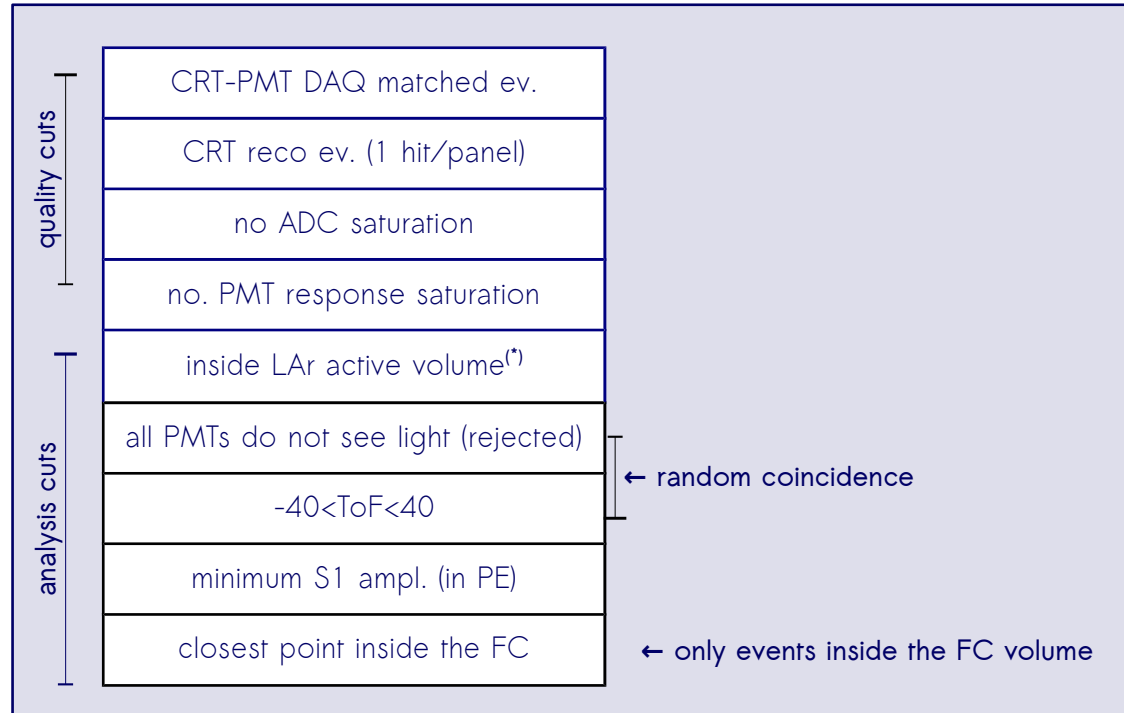 quality cuts
CRT-PMT DAQ matched ev.
CRT reco ev. (1 hit/panel)
no ADC saturation
no. PMT response saturation
analysis cuts
inside LAr active volume(*)
all PMTs do not see light (rejected)
← random coincidence
-40<ToF<40
minimum S1 ampl. (in PE)
closest point inside the FC
← only events inside the FC volume